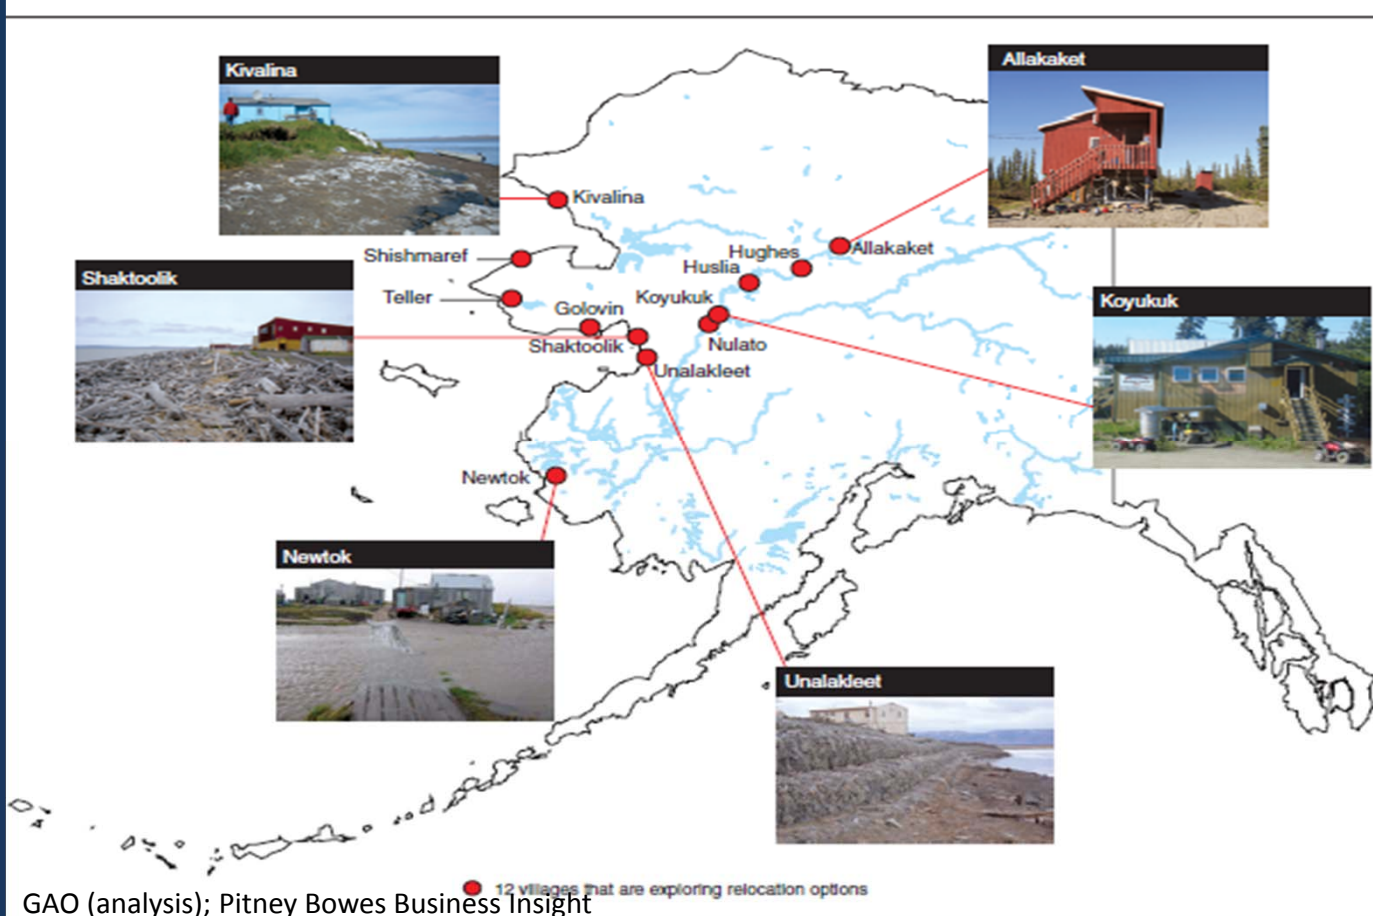 Kivalina
Allakaket
Kivalina
Shishmaref
Hughes
Allakaket
Huslia
Shaktoolik
Teller
Koyukuk
Koyukuk
Golovin
Shaktoolik
Nulato
Unalakleet
Newtok
Newtok
Unalakleet
12 villages that are exploring relocation options
GAO (analysis); Pitney Bowes Business Insight